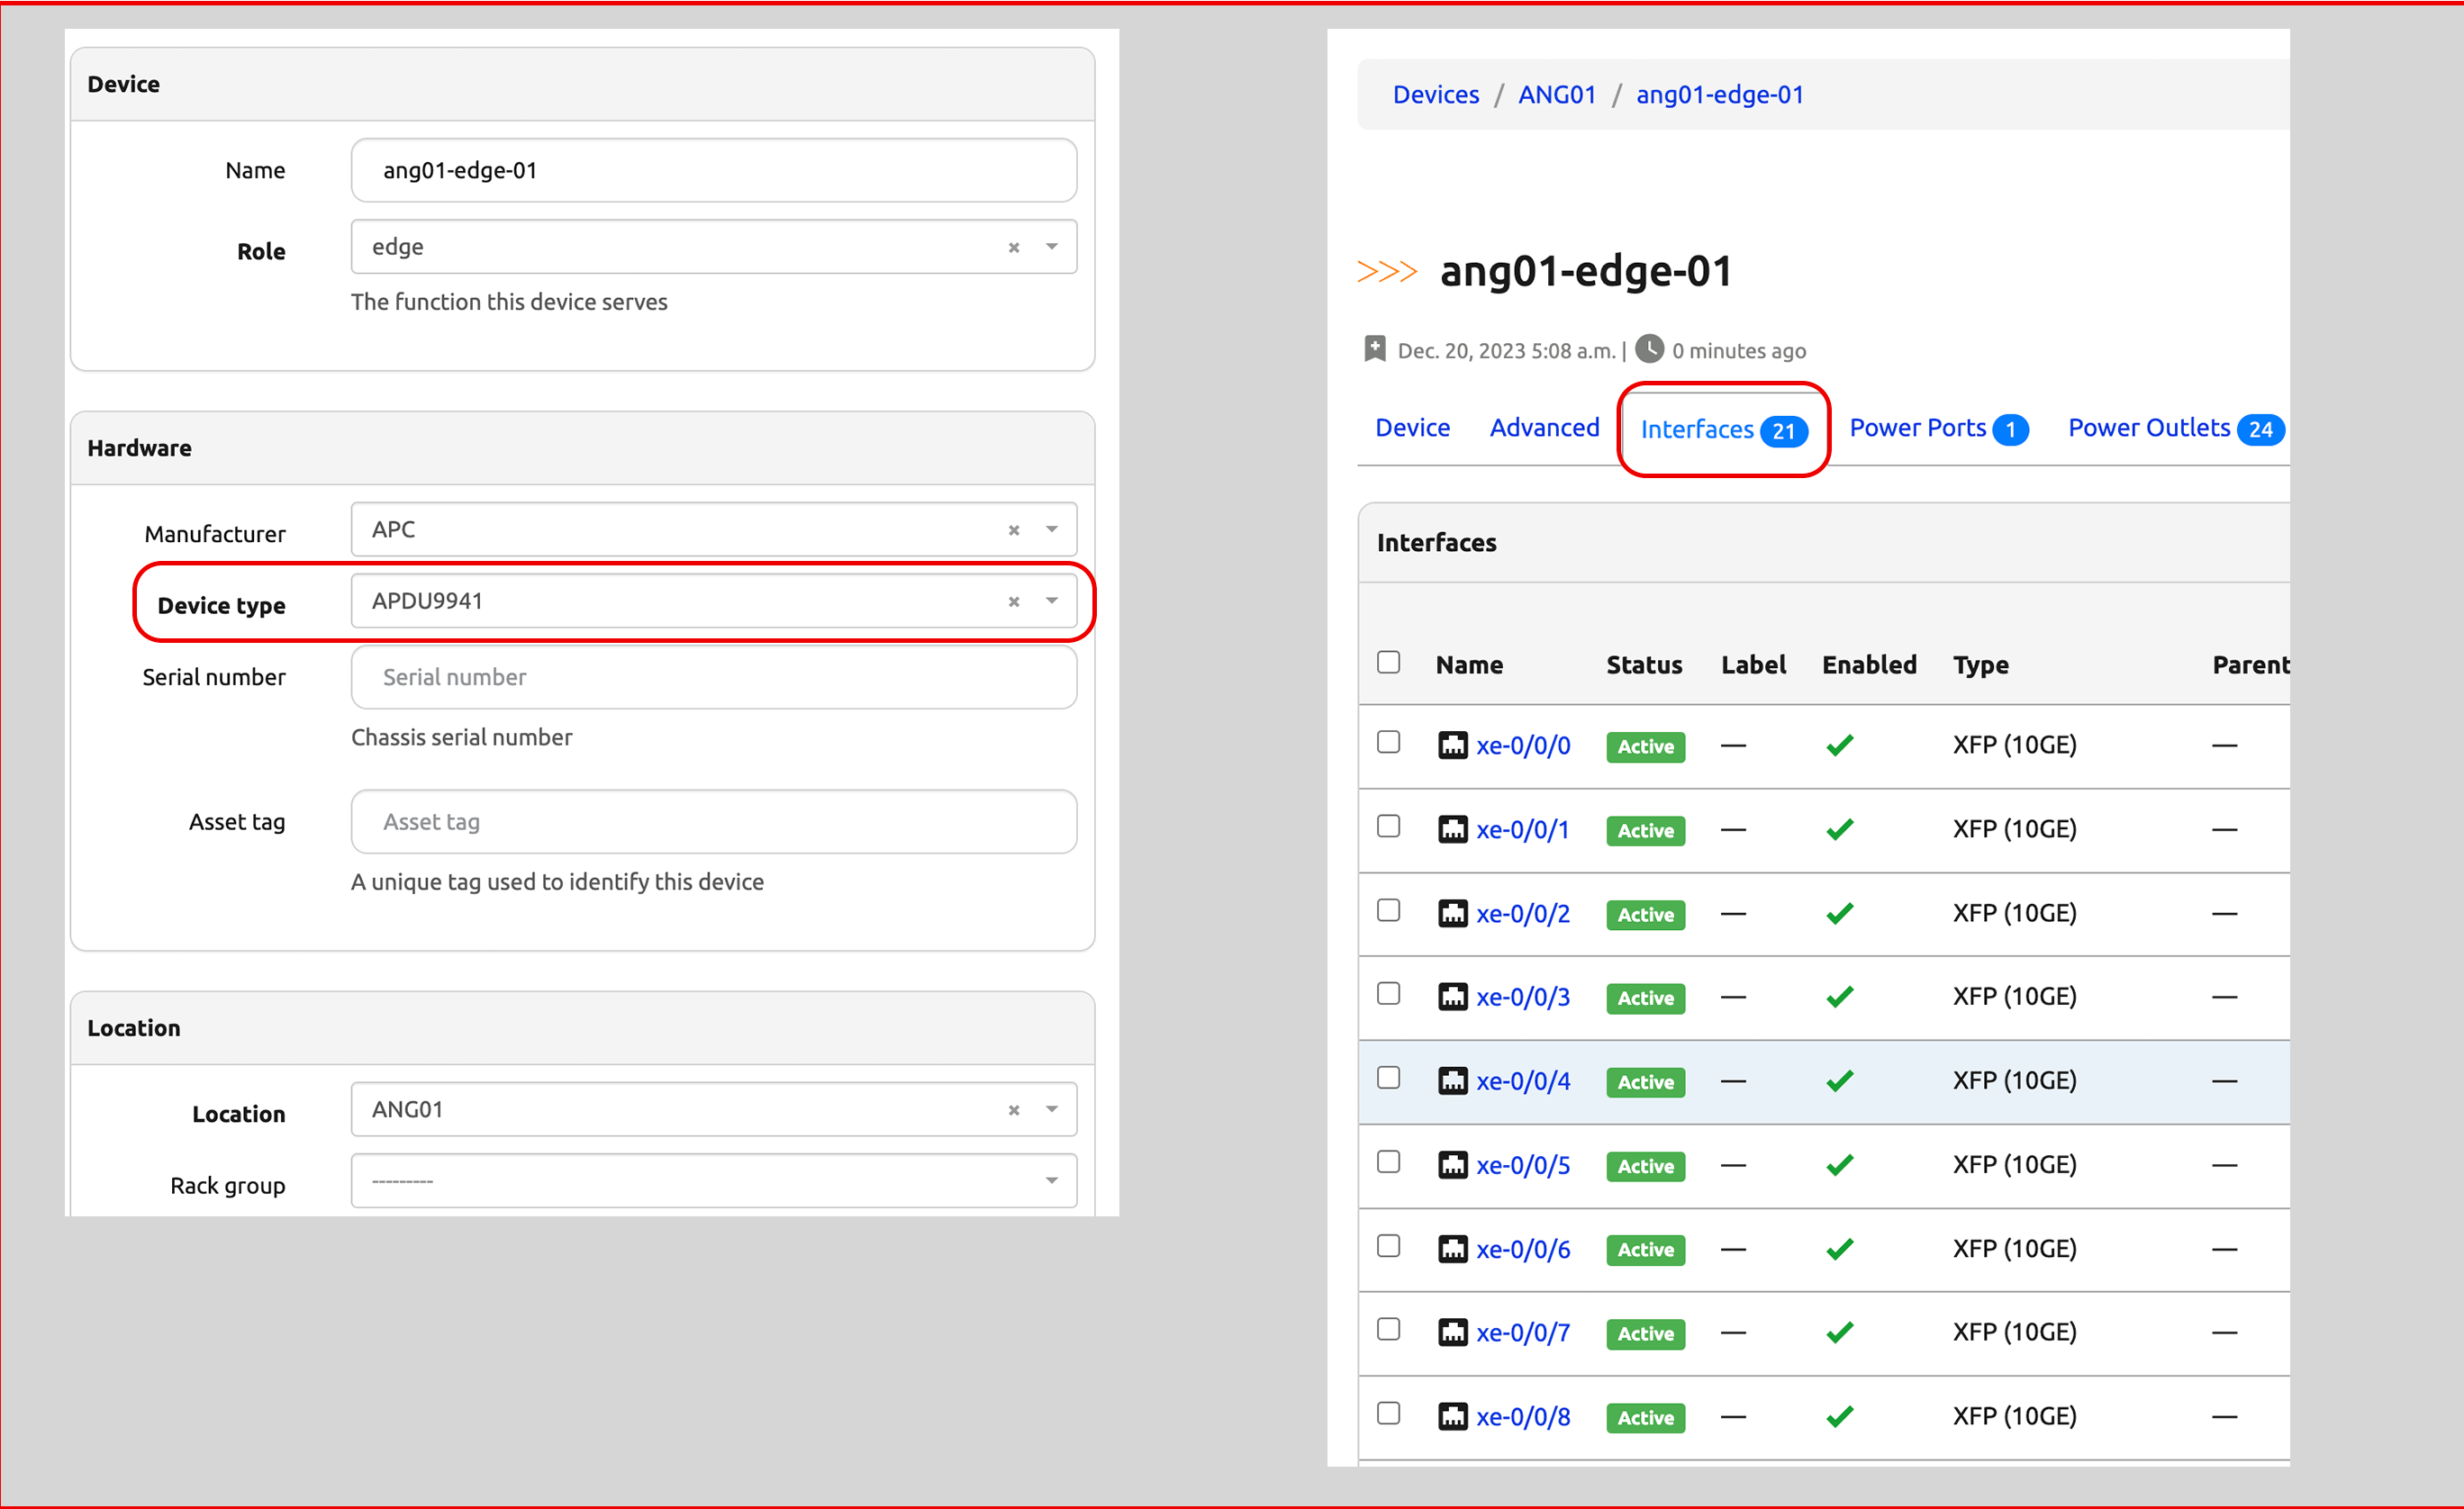 Device
Name ang01-edge-01
Role edge × 
The function this device serves
Hardware
Manufacturer APC ×
Device type APDU9941 ×
Serial number Serial number
Chassis serial number
Asset tag Asset tag
A unique tag used to identify this device
Location
Location ANG01 ×
Rack group ---------
Devices / ANG01 / ang01-edge-01
>>> ang01-edge-01
Dec. 20, 2023 5:08 a.m. | 0 minutes ago
Device Advanced Interfaces 21 Power Ports 1 Power Outlets 24
Interfaces
Name Status Label Enabled Type Parent
xe-0/0/0 Active — XFP (10GE) —
xe-0/0/1 Active — XFP (10GE) —
xe-0/0/2 Active — XFP (10GE) —
xe-0/0/3 Active — XFP (10GE) —
xe-0/0/4 Active — XFP (10GE) —
xe-0/0/5 Active — XFP (10GE) —
xe-0/0/6 Active — XFP (10GE) —
xe-0/0/7 Active — XFP (10GE) —
xe-0/0/8 Active — XFP (10GE) —